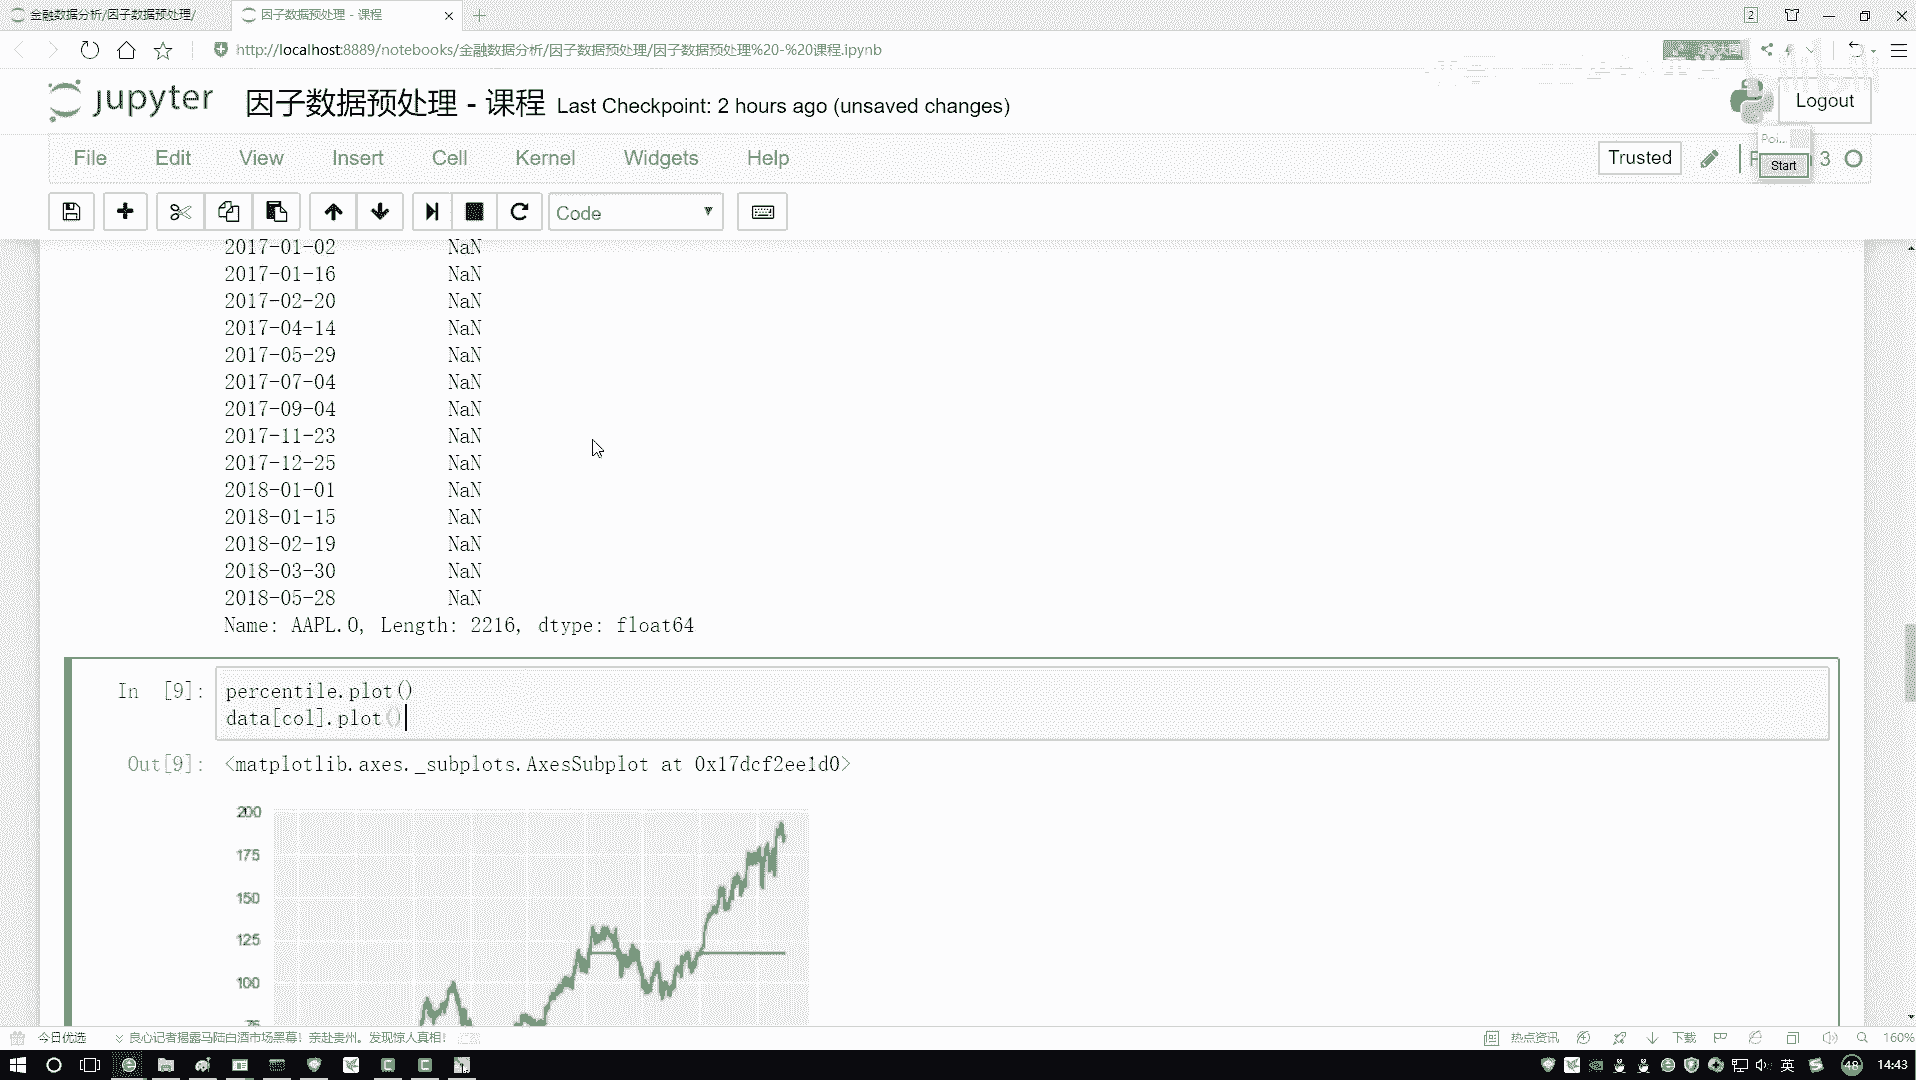 金融数据分析/因子数据预处理/
因子数据预处理 - 课程
2
http://localhost:8889/notebooks/金融数据分析/因子数据预处理/因子数据预处理%20-%20课程.ipynb
jupyter 因子数据预处理 - 课程 Last Checkpoint: 2 hours ago (unsaved changes)
Logout
File Edit View Insert Cell Kernel Widgets Help
Trusted
Poi...
Start
3
Code
2017-01-02 NaN
2017-01-16 NaN
2017-02-20 NaN
2017-04-14 NaN
2017-05-29 NaN
2017-07-04 NaN
2017-09-04 NaN
2017-11-23 NaN
2017-12-25 NaN
2018-01-01 NaN
2018-01-15 NaN
2018-02-19 NaN
2018-03-30 NaN
2018-05-28 NaN
Name: AAPL.O, Length: 2216, dtype: float64
In [9]: percentile.plot()
data[col].plot()
Out[9]: <matplotlib.axes._subplots.AxesSubplot at 0x17dcf2ee1d0>
200
175
150
125
100
75
今日优选
良心记者揭露马陆白酒市场黑幕！亲赴贵州。发现惊人真相！
热点资讯
下载
160%
英
48
14:43